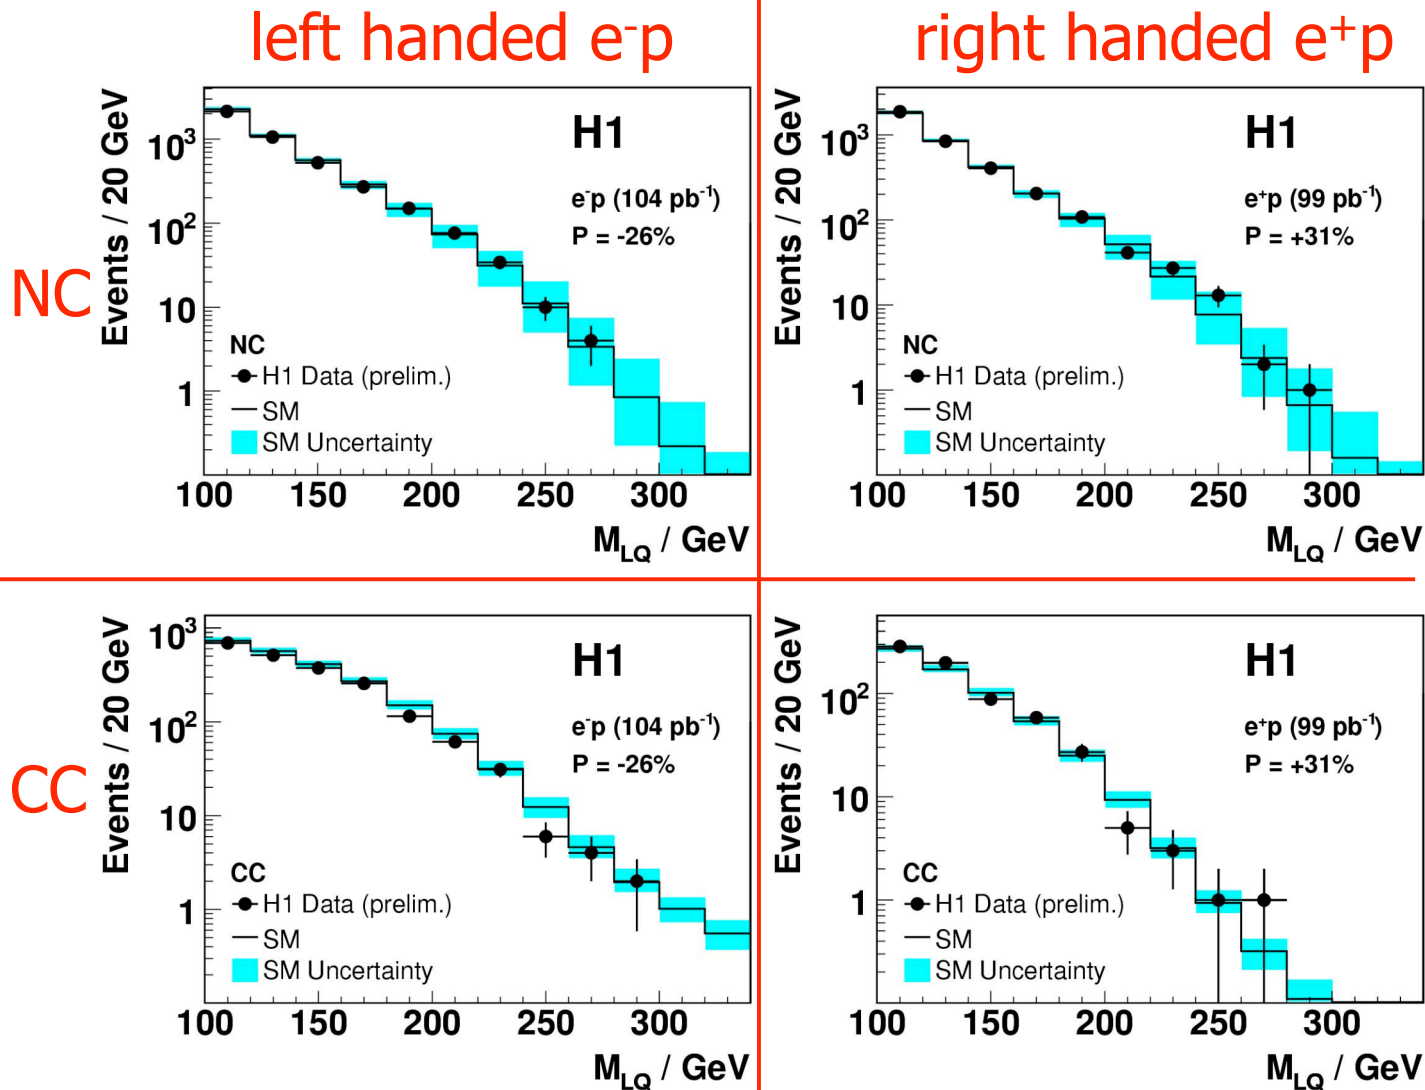 left handed e⁻p
right handed e⁺p
NC
Events / 20 GeV
10³
10²
10
1
H1
e⁻p (104 pb⁻¹)
P = -26%
NC
H1 Data (prelim.)
SM
SM Uncertainty
100 150 200 250 300
M_LQ / GeV
Events / 20 GeV
10³
10²
10
1
H1
e⁺p (99 pb⁻¹)
P = +31%
NC
H1 Data (prelim.)
SM
SM Uncertainty
100 150 200 250 300
M_LQ / GeV
CC
Events / 20 GeV
10³
10²
10
1
H1
e⁻p (104 pb⁻¹)
P = -26%
CC
H1 Data (prelim.)
SM
SM Uncertainty
100 150 200 250 300
M_LQ / GeV
Events / 20 GeV
10²
10
1
H1
e⁺p (99 pb⁻¹)
P = +31%
CC
H1 Data (prelim.)
SM
SM Uncertainty
100 150 200 250 300
M_LQ / GeV